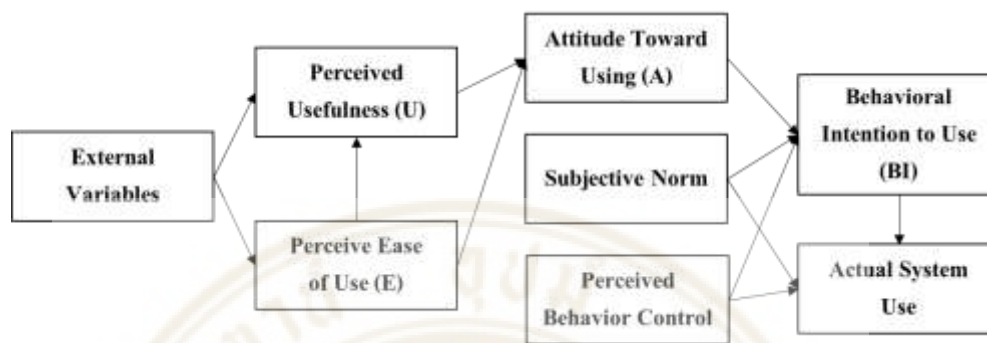 External
Variables
Perceived
Usefulness (U)
Perceive Ease
of Use (E)
Attitude Toward
Using (A)
Subjective Norm
Perceived
Behavior Control
Behavioral
Intention to Use
(BI)
Actual System
Use